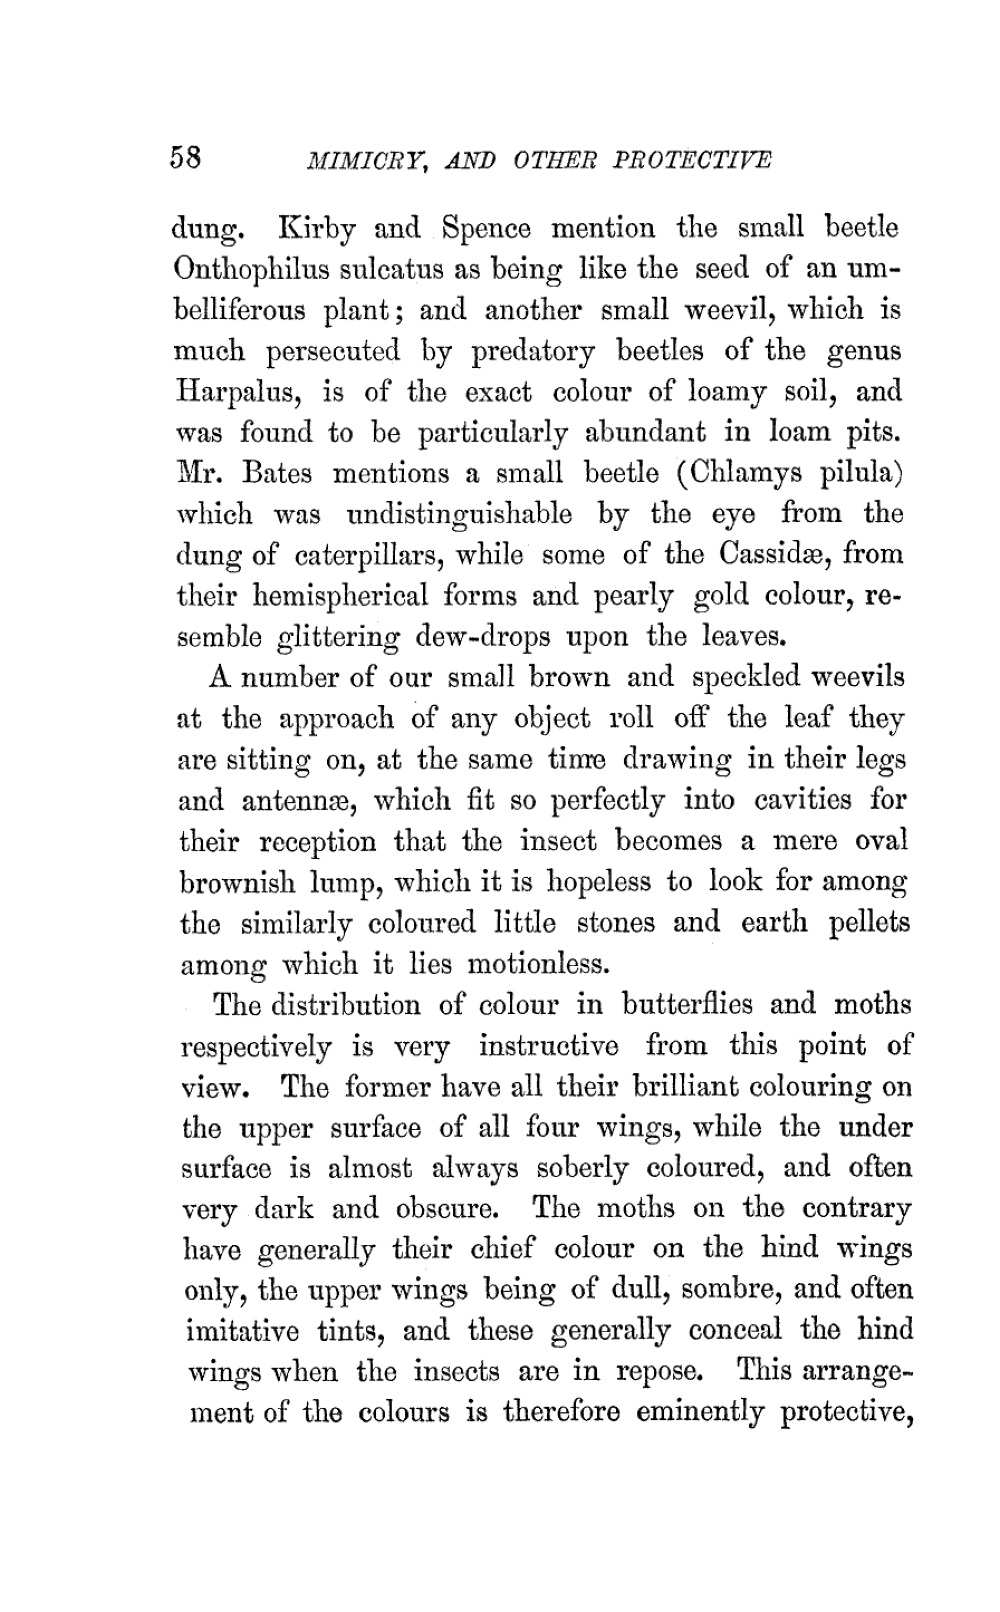 58 MIMICRY, AND OTHER PROTECTIVE
dung. Kirby and Spence mention the small beetle
Onthophilus sulcatus as being like the seed of an um-
belliferous plant; and another small weevil, which is
much persecuted by predatory beetles of the genus
Harpalus, is of the exact colour of loamy soil, and
was found to be particularly abundant in loam pits.
Mr. Bates mentions a small beetle (Chlamys pilula)
which was undistinguishable by the eye from the
dung of caterpillars, while some of the Cassidæ, from
their hemispherical forms and pearly gold colour, re-
semble glittering dew-drops upon the leaves.
A number of our small brown and speckled weevils
at the approach of any object roll off the leaf they
are sitting on, at the same time drawing in their legs
and antennæ, which fit so perfectly into cavities for
their reception that the insect becomes a mere oval
brownish lump, which it is hopeless to look for among
the similarly coloured little stones and earth pellets
among which it lies motionless.
The distribution of colour in butterflies and moths
respectively is very instructive from this point of
view. The former have all their brilliant colouring on
the upper surface of all four wings, while the under
surface is almost always soberly coloured, and often
very dark and obscure. The moths on the contrary
have generally their chief colour on the hind wings
only, the upper wings being of dull, sombre, and often
imitative tints, and these generally conceal the hind
wings when the insects are in repose. This arrange-
ment of the colours is therefore eminently protective,